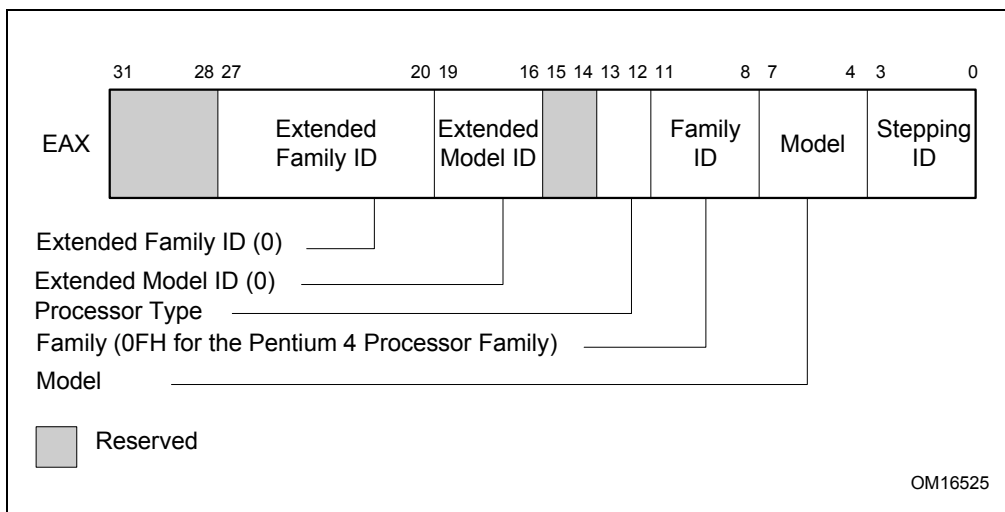 31 28 27 20 19 16 15 14 13 12 11 8 7 4 3 0
EAX
Extended Family ID
Extended Model ID
Family ID
Model
Stepping ID
Extended Family ID (0)
Extended Model ID (0)
Processor Type
Family (0FH for the Pentium 4 Processor Family)
Model
Reserved
OM16525